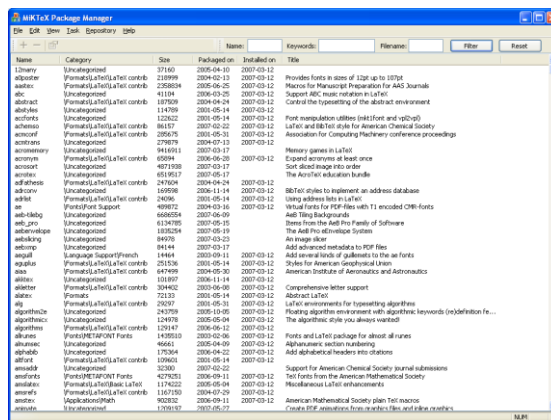 MiKTeX Package Manager
File Edit View Task Repository Help
Name: Keywords: Filename: Filter Reset
Name Category Size Packaged on Installed on Title
12many \Uncategorized 37160 2005-04-10 2007-03-12
a0poster \Formats\LaTeX\LaTeX contrib 218999 2004-02-13 2007-03-12 Provides fonts in sizes of 12pt up to 107pt
aastex \Formats\LaTeX\LaTeX contrib 2358834 2005-06-25 2007-03-12 Macros for Manuscript Preparation for AAS Journals
abc \Uncategorized 41104 2006-03-25 2007-03-12 Support ABC music notation in LaTeX
abstract \Formats\LaTeX\LaTeX contrib 187509 2004-04-24 2007-03-12 Control the typesetting of the abstract environment
abstyles \Uncategorized 114789 2001-05-14 2007-03-12
accfonts \Uncategorized 122622 2001-05-14 2007-03-12 Font manipulation utilities (mkt1font and vpl2vpl)
achemso \Formats\LaTeX\LaTeX contrib 86157 2007-02-22 2007-03-12 LaTeX and BibTeX style for American Chemical Society
acmconf \Formats\LaTeX\LaTeX contrib 285675 2001-05-31 2007-03-12 Association for Computing Machinery conference proceedings
acmtrans \Uncategorized 279879 2004-07-13 2007-03-12
acromemory \Uncategorized 9416911 2007-03-17 Memory games in LaTeX
acronym \Formats\LaTeX\LaTeX contrib 65894 2006-06-28 2007-03-12 Expand acronyms at least once
acrosort \Uncategorized 4871938 2007-03-17 Sort sliced image into order
acrotex \Uncategorized 6519517 2007-05-17 The AcroTeX education bundle
adfathesis \Formats\LaTeX\LaTeX contrib 247604 2004-04-24 2007-03-12
adrconv \Uncategorized 169598 2006-11-14 2007-03-12 BibTeX styles to implement an address database
adrlist \Formats\LaTeX\LaTeX contrib 24096 2001-05-14 2007-03-12 Using address lists in LaTeX
ae \Fonts\Font Support 489872 2004-03-16 2007-03-12 Virtual fonts for PDF-files with T1 encoded CMR-fonts
aeb-tilebg \Uncategorized 6686554 2007-06-09 AeB Tiling Backgrounds
aeb_pro \Uncategorized 6134785 2007-05-15 Items from the AeB Pro Family of Software
aebenvelope \Uncategorized 1835254 2007-05-19 The AeB Pro eEnvelope System
aebslicing \Uncategorized 84978 2007-03-23 An image slicer
aebxmp \Uncategorized 84144 2007-03-17 Add advanced metadata to PDF files
aeguill \Language Support\French 14464 2003-09-11 2007-03-12 Add several kinds of guillemets to the ae fonts
aguplus \Formats\LaTeX\LaTeX contrib 251536 2001-05-14 2007-03-12 Styles for American Geophysical Union
aiaa \Formats\LaTeX\LaTeX contrib 647499 2004-05-30 2007-03-12 American Institute of Aeronautics and Astronautics
akktex \Uncategorized 101897 2006-11-14 2007-03-12
akletter \Formats\LaTeX\LaTeX contrib 304402 2003-06-08 2007-03-12 Comprehensive letter support
alatex \Formats 72133 2001-05-14 2007-03-12 Abstract LaTeX
alg \Formats\LaTeX\LaTeX contrib 29297 2001-05-31 2007-03-12 LaTeX environments for typesetting algorithms
algorithm2e \Formats\LaTeX\LaTeX contrib 243759 2005-10-05 2007-03-12 Floating algorithm environment with algorithmic keywords (re)definition fe...
algorithmicx \Formats\LaTeX\LaTeX contrib 124978 2005-05-04 2007-03-12 The algorithmic style you always wanted!
algorithms \Formats\LaTeX\LaTeX contrib 129147 2006-06-12 2007-03-12
allrunes \Fonts\METAFONT Fonts 1435510 2003-02-06 2007-03-12 Fonts and LaTeX package for almost all runes
alnumsec \Uncategorized 46661 2005-04-09 2007-03-12 Alphanumeric section numbering
alphabib \Uncategorized 175364 2006-04-22 2007-03-12 Add alphabetical headers into citations
altfont \Formats\LaTeX\LaTeX contrib 109601 2001-05-14 2007-03-12
amsaddr \Uncategorized 32300 2007-02-22 Support for American Chemical Society journal submissions
amsfonts \Fonts\METAFONT Fonts 4279251 2006-09-11 2007-03-12 TeX fonts from the American Mathematical Society
amslatex \Formats\LaTeX\Basic LaTeX 1174222 2005-05-04 2007-03-12 Miscellaneous LaTeX enhancements
amsrefs \Formats\LaTeX\LaTeX contrib 1167150 2004-07-29 2007-03-12
amstex \Applications\Math 902832 2006-09-11 2007-03-12 American Mathematical Society plain TeX macros
animate \Uncategorized 1209197 2007-05-27 Create PDF animations from graphics files and inline graphics
NUM